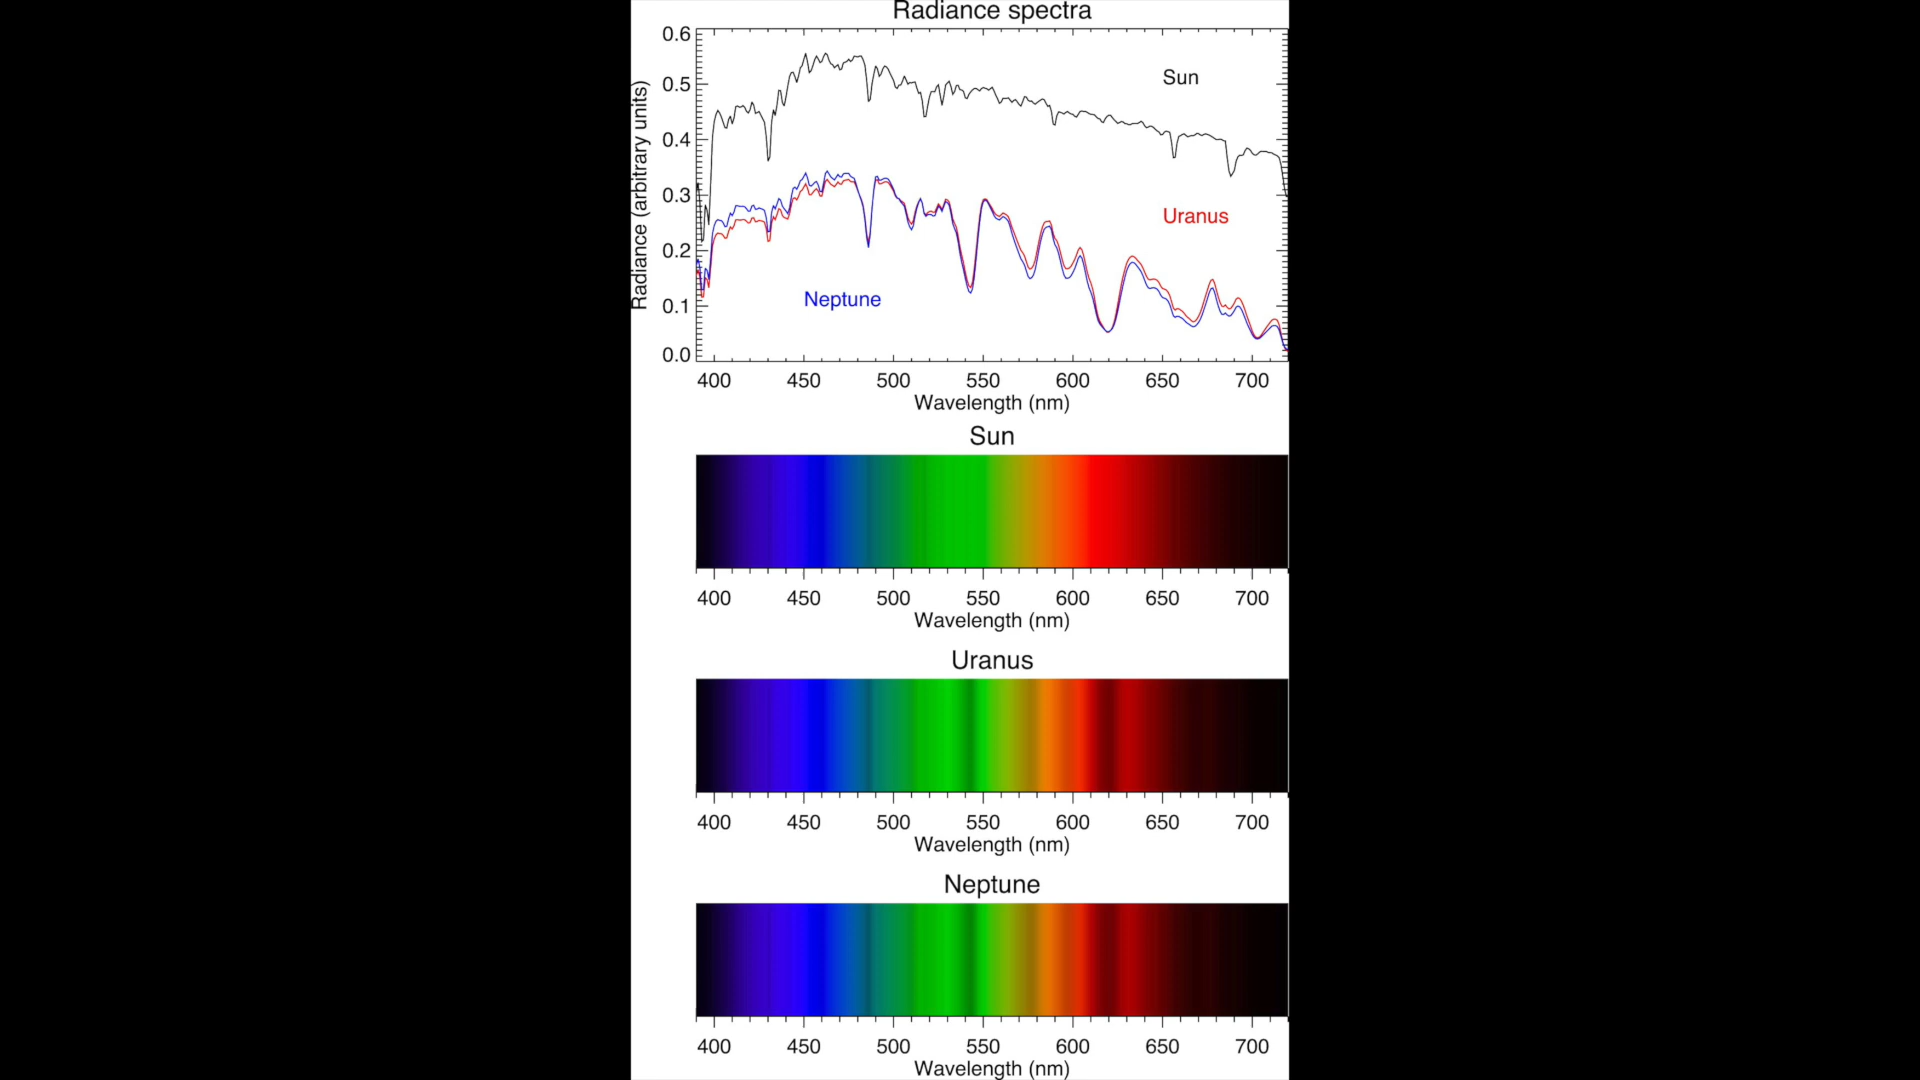 Radiance spectra
Radiance (arbitrary units)
0.6
0.5
0.4
0.3
0.2
0.1
0.0
Sun
Uranus
Neptune
400 450 500 550 600 650 700
Wavelength (nm)
Sun
400 450 500 550 600 650 700
Wavelength (nm)
Uranus
400 450 500 550 600 650 700
Wavelength (nm)
Neptune
400 450 500 550 600 650 700
Wavelength (nm)